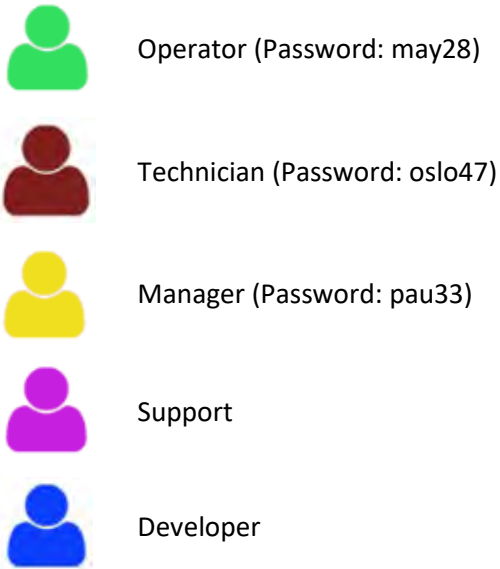 Operator (Password: may28)
Technician (Password: oslo47)
Manager (Password: pau33)
Support
Developer